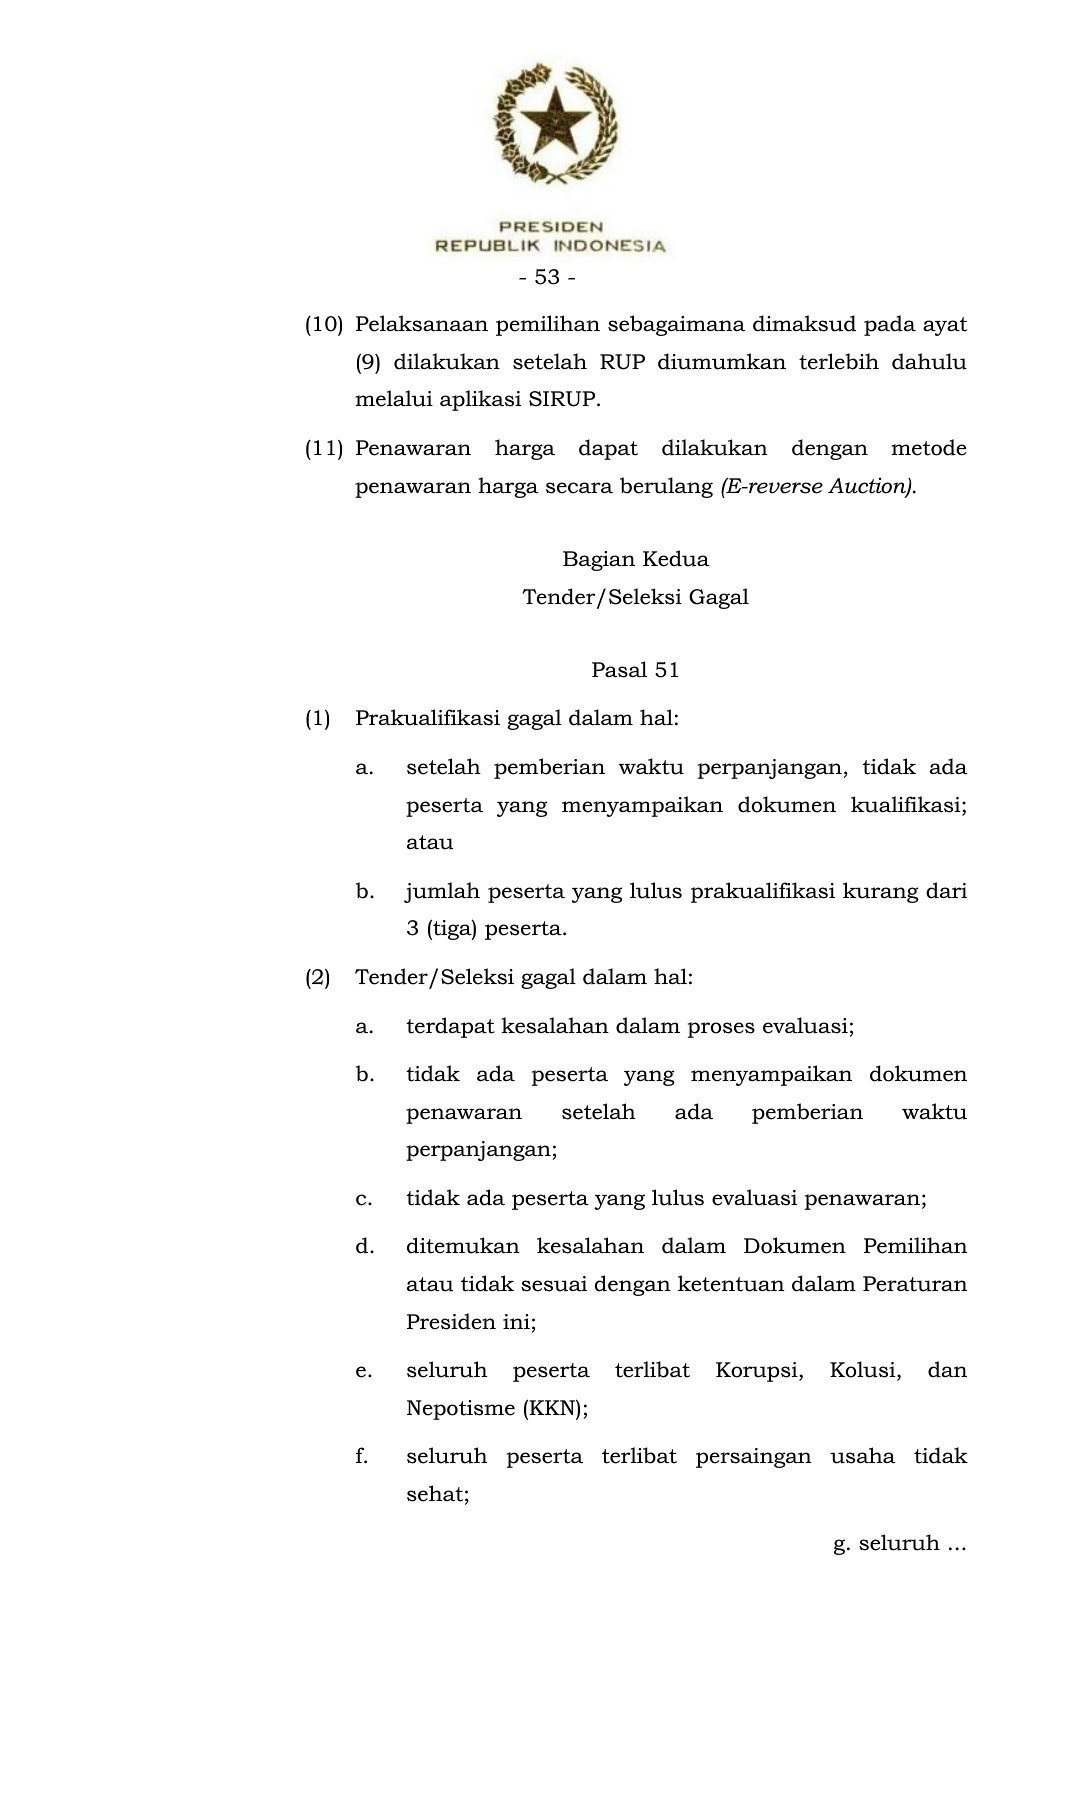 PRESIDEN
REPUBLIK INDONESIA
- 53 -
(10) Pelaksanaan pemilihan sebagaimana dimaksud pada ayat
(9) dilakukan setelah RUP diumumkan terlebih dahulu
melalui aplikasi SIRUP.
(11) Penawaran harga dapat dilakukan dengan metode
penawaran harga secara berulang (E-reverse Auction).
Bagian Kedua
Tender/Seleksi Gagal
Pasal 51
(1) Prakualifikasi gagal dalam hal:
a. setelah pemberian waktu perpanjangan, tidak ada
peserta yang menyampaikan dokumen kualifikasi;
atau
b. jumlah peserta yang lulus prakualifikasi kurang dari
3 (tiga) peserta.
(2) Tender/Seleksi gagal dalam hal:
a. terdapat kesalahan dalam proses evaluasi;
b. tidak ada peserta yang menyampaikan dokumen
penawaran setelah ada pemberian waktu
perpanjangan;
c. tidak ada peserta yang lulus evaluasi penawaran;
d. ditemukan kesalahan dalam Dokumen Pemilihan
atau tidak sesuai dengan ketentuan dalam Peraturan
Presiden ini;
e. seluruh peserta terlibat Korupsi, Kolusi, dan
Nepotisme (KKN);
f. seluruh peserta terlibat persaingan usaha tidak
sehat;
g. seluruh ...